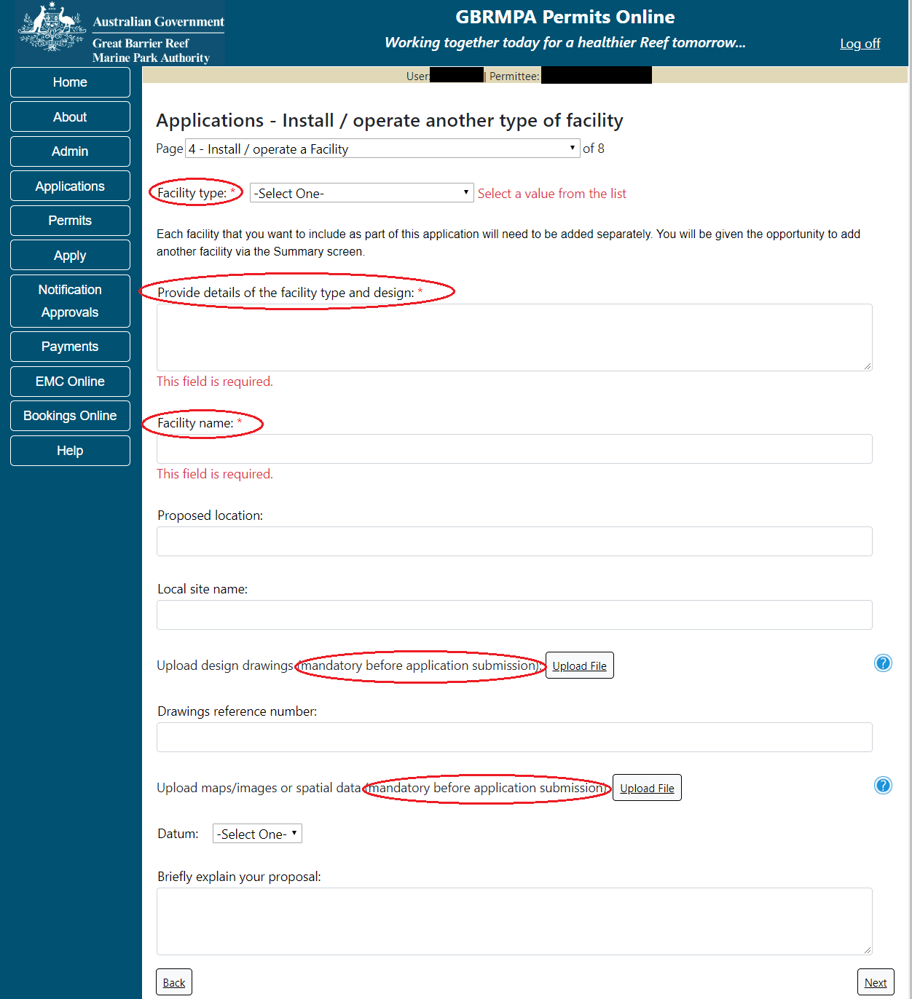 Australian Government
Great Barrier Reef
Marine Park Authority
GBRMPA Permits Online
Working together today for a healthier Reef tomorrow...
Log off
Home
About
Admin
Applications
Permits
Apply
Notification
Approvals
Payments
EMC Online
Bookings Online
Help
User: | Permittee:
Applications - Install / operate another type of facility
Page 4 - Install / operate a Facility of 8
Facility type: * -Select One- Select a value from the list
Each facility that you want to include as part of this application will need to be added separately. You will be given the opportunity to add
another facility via the Summary screen.
Provide details of the facility type and design: *
This field is required.
Facility name: *
This field is required.
Proposed location:
Local site name:
Upload design drawings (mandatory before application submission): Upload File ?
Drawings reference number:
Upload maps/images or spatial data (mandatory before application submission) Upload File ?
Datum: -Select One-
Briefly explain your proposal:
Back Next